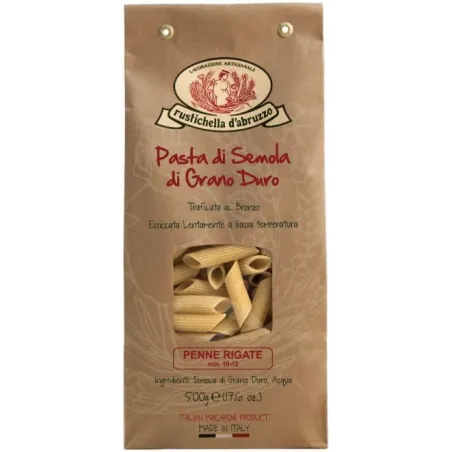 LAVORAZIONE ARTIGIANALE
rustichella d'abruzzo
Pasta di Semola
di Grano Duro
Trafilata al Bronzo
Essiccata Lentamente a bassa temperatura
PENNE RIGATE
min. 10-12
Ingredienti: Semola di Grano Duro, Acqua
500g e (17.6 oz.)
ITALIAN MACARONI PRODUCT
MADE IN ITALY